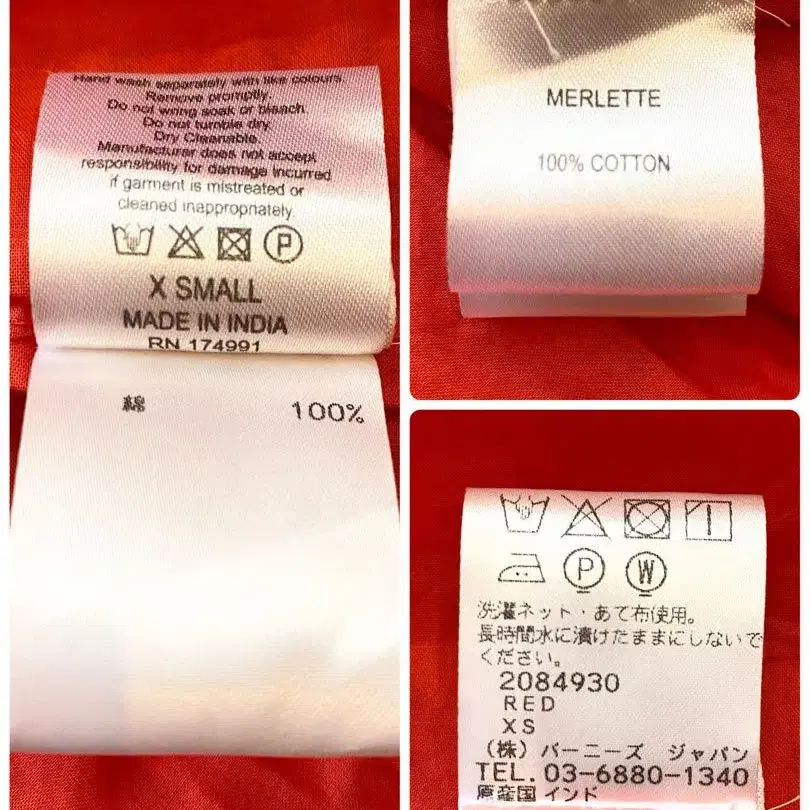 Hand wash separately with like colours.
Remove promptly.
Do not wring soak or bleach.
Do not tumble dry
Dry Cleanable.
Manufacturer does not accept
responsibility for damage incurred
if garment is mistreated or
cleaned inappropriately.
P
X SMALL
MADE IN INDIA
RN 174991
綿 100%
MERLETTE
100% COTTON
P W
洗濯ネット・あて布使用。
長時間水に漬けたままにしないで
ください。
2084930
RED
XS
(株) バーニーズ ジャパン
TEL. 03-6880-1340
原産国 インド